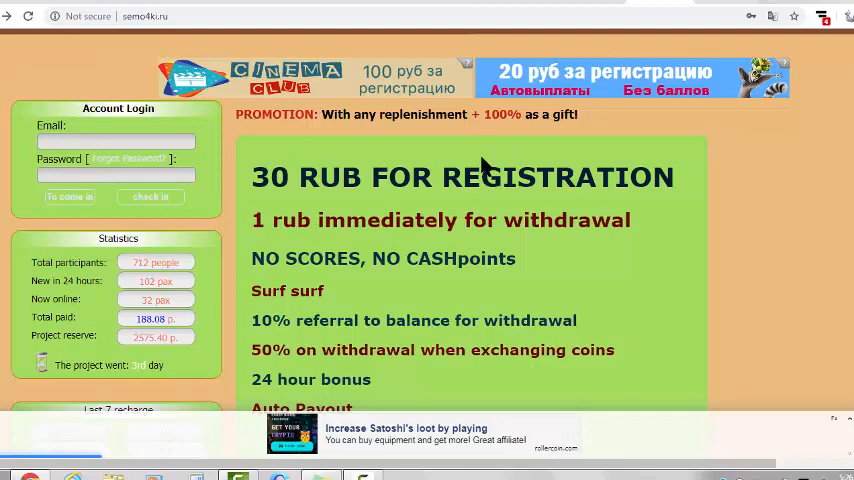 Not secure | semo4ki.ru
4
CINEMA CLUB
100 руб за
регистрацию
?
20 руб за регистрацию
Автовыплаты Без баллов
?
PROMOTION: With any replenishment + 100% as a gift!
Account Login
Email:
Password [ Forgot Password? ]:
To come in check in
30 RUB FOR REGISTRATION
1 rub immediately for withdrawal
NO SCORES, NO CASHpoints
Surf surf
10% referral to balance for withdrawal
50% on withdrawal when exchanging coins
24 hour bonus
Auto Payout
Statistics
Total participants: 712 people
New in 24 hours: 102 pax
Now online: 32 pax
Total paid: 188.08 р.
Project reserve: 2575.40 р.
The project went: 3rd day
Last 7 recharge
GET YOUR
CRYPTO
Increase Satoshi's loot by playing
You can buy equipment and get more! Great affiliate!
rollercoin.com